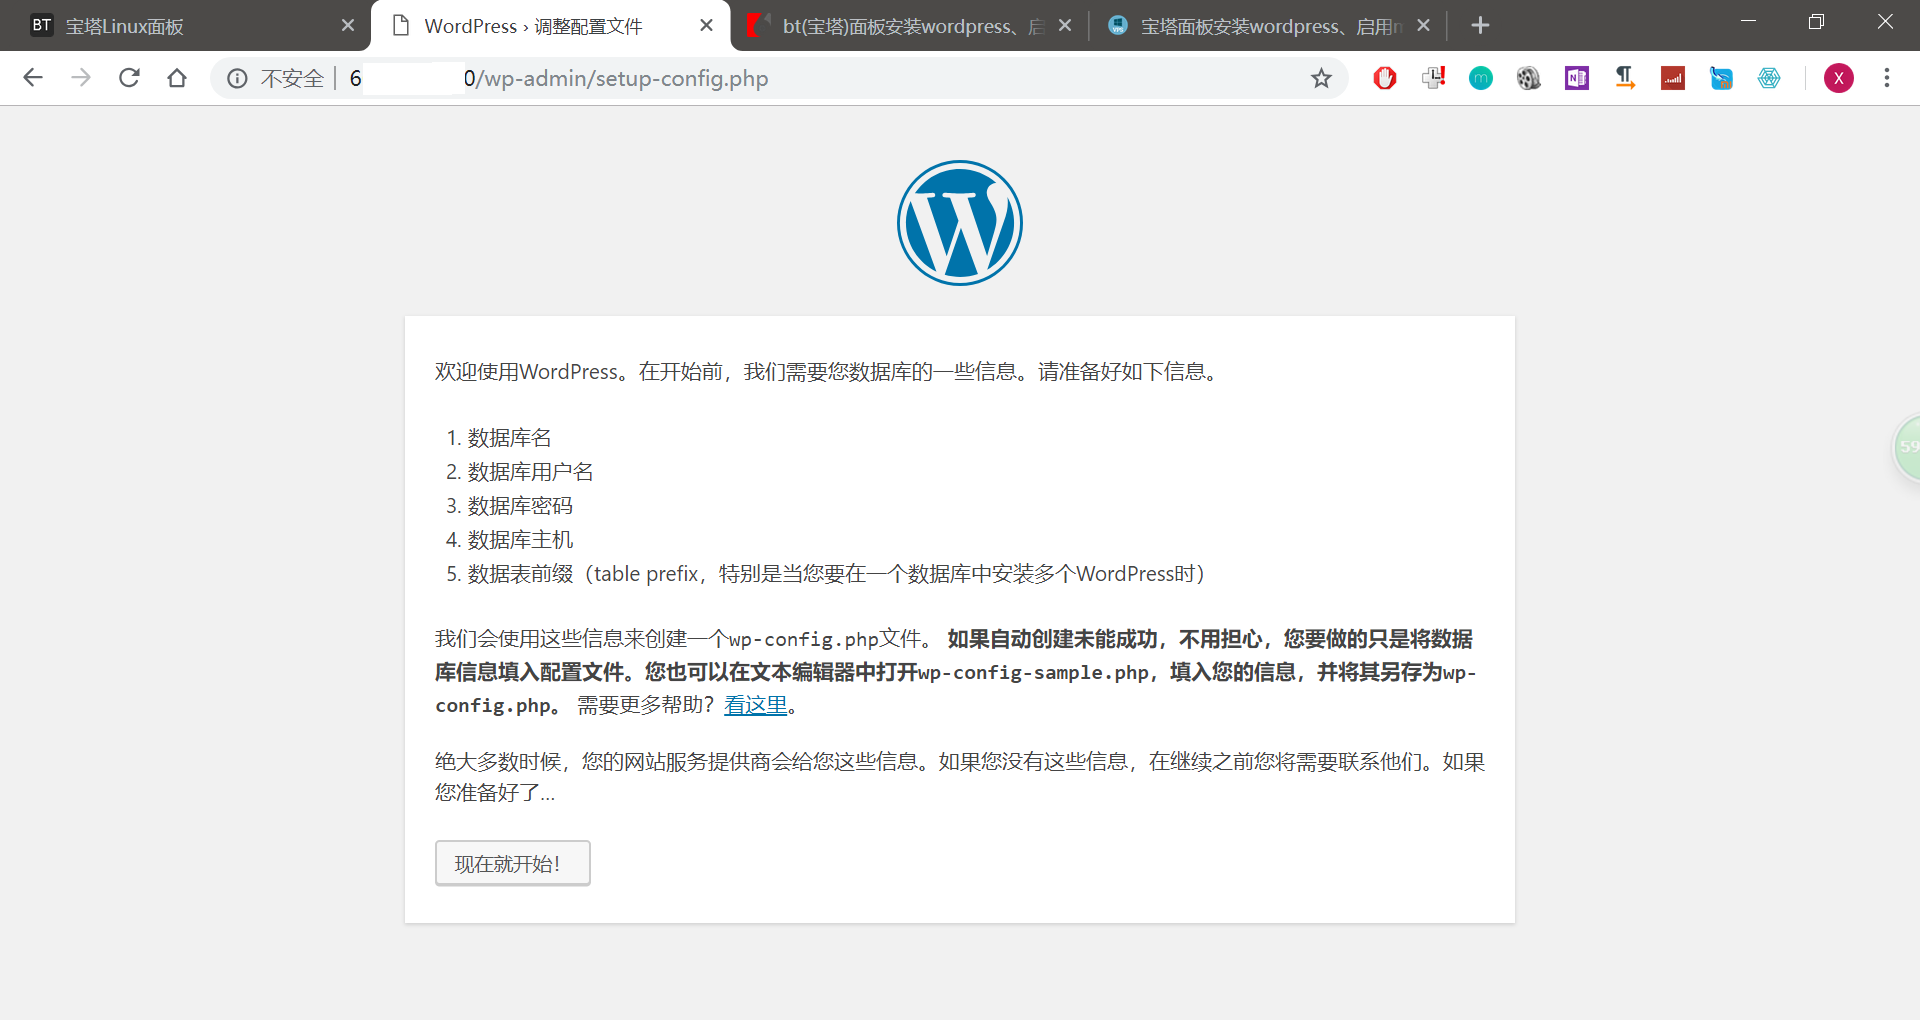 BT 宝塔Linux面板
WordPress › 调整配置文件
bt(宝塔)面板安装wordpress、启
宝塔面板安装wordpress、启用
不安全
6 0/wp-admin/setup-config.php
X
欢迎使用WordPress。在开始前，我们需要您数据库的一些信息。请准备好如下信息。
1. 数据库名
2. 数据库用户名
3. 数据库密码
4. 数据库主机
5. 数据表前缀（table prefix，特别是当您要在一个数据库中安装多个WordPress时）
我们会使用这些信息来创建一个wp-config.php文件。 如果自动创建未能成功，不用担心，您要做的只是将数据
库信息填入配置文件。您也可以在文本编辑器中打开wp-config-sample.php，填入您的信息，并将其另存为wp-
config.php。 需要更多帮助？看这里。
绝大多数时候，您的网站服务提供商会给您这些信息。如果您没有这些信息，在继续之前您将需要联系他们。如果
您准备好了...
现在就开始！
59